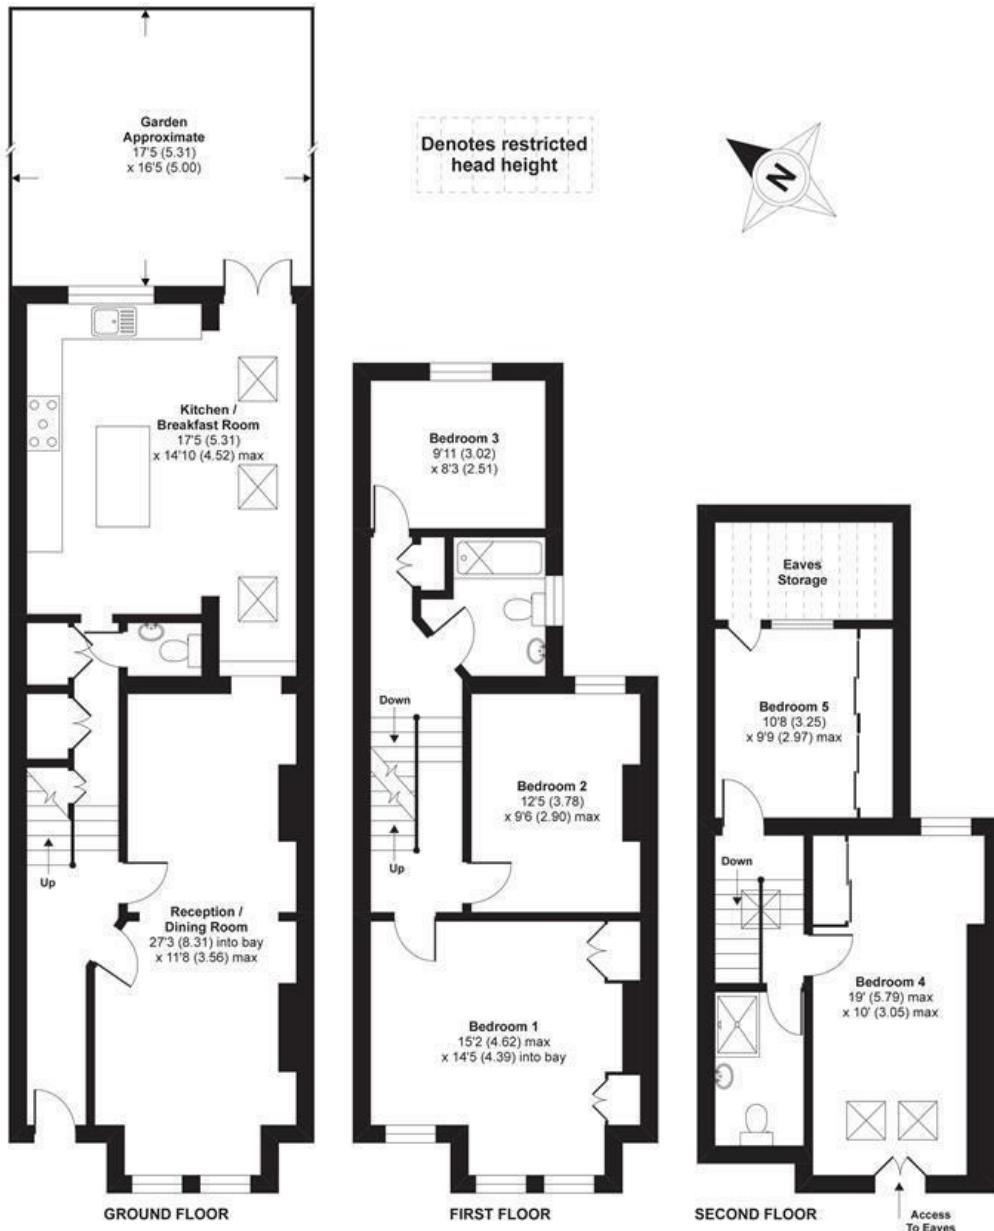 Garden
Approximate
17'5 (5.31)
x 16'5 (5.00)
Denotes restricted
head height
N
Kitchen /
Breakfast Room
17'5 (5.31)
x 14'10 (4.52) max
Up
Reception /
Dining Room
27'3 (8.31) into bay
x 11'8 (3.56) max
GROUND FLOOR
Bedroom 3
9'11 (3.02)
x 8'3 (2.51)
Down
Up
Bedroom 2
12'5 (3.78)
x 9'6 (2.90) max
Bedroom 1
15'2 (4.62) max
x 14'5 (4.39) into bay
FIRST FLOOR
Eaves
Storage
Bedroom 5
10'8 (3.25)
x 9'9 (2.97) max
Down
Bedroom 4
19' (5.79) max
x 10' (3.05) max
SECOND FLOOR
Access
To Eaves